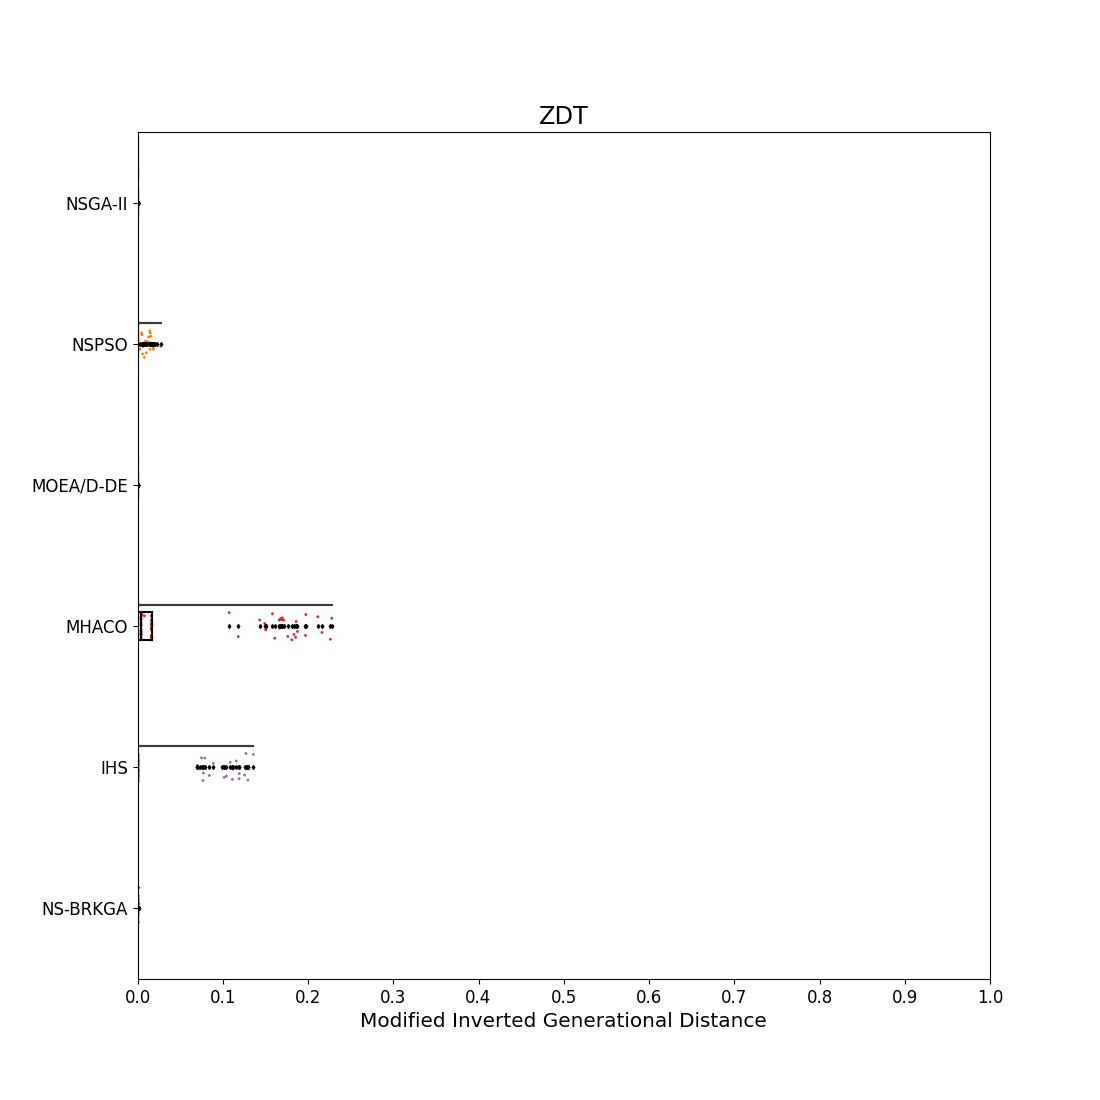 ZDT
NSGA-II
NSPSO
MOEA/D-DE
MHACO
IHS
NS-BRKGA
0.0 0.1 0.2 0.3 0.4 0.5 0.6 0.7 0.8 0.9 1.0
Modified Inverted Generational Distance